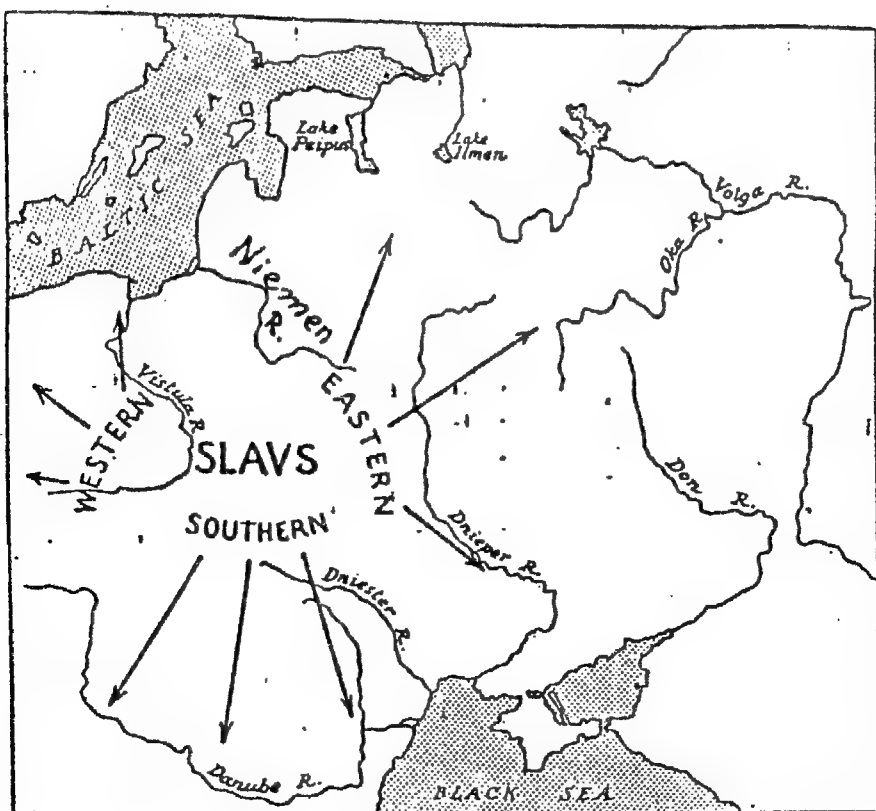 BALTIC SEA
Lake
Peipus
Lake
Ilmen
Volga R.
Oka R.
Niemen
R.
Vistula R
WESTERN
SLAVS
EASTERN
SOUTHERN
Don R.
Dnieper R.
Dniester R.
Danube R.
BLACK SEA